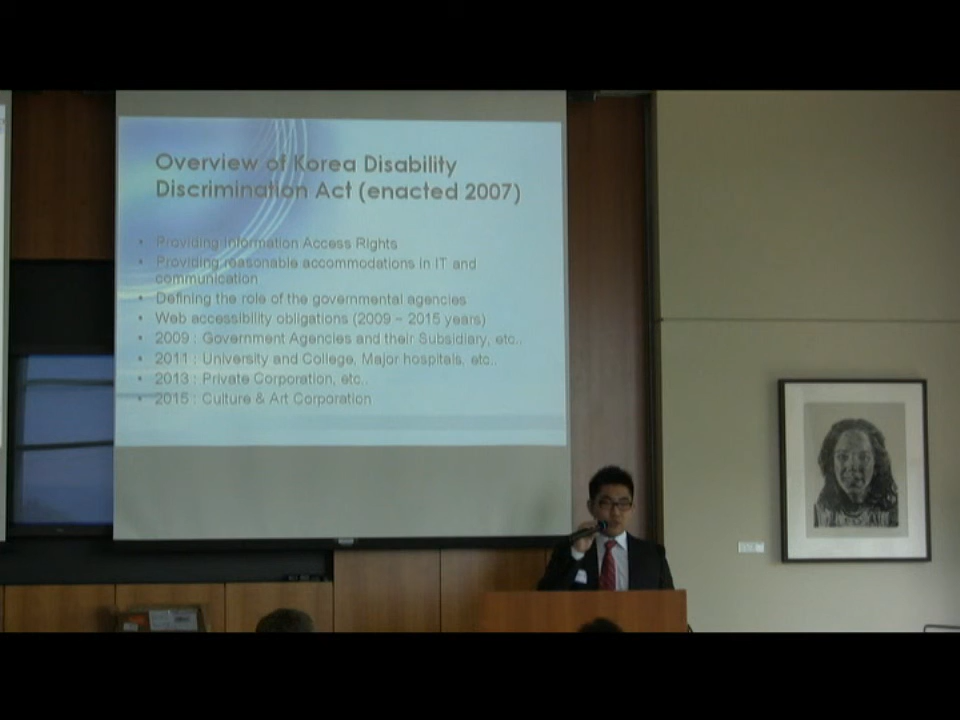 Overview of Korea Disability
Discrimination Act (enacted 2007)
• Providing Information Access Rights
• Providing reasonable accommodations in IT and
communication
• Defining the role of the governmental agencies
• Web accessibility obligations (2009 – 2015 years)
• 2009 : Government Agencies and their Subsidiary, etc..
• 2011 : University and College, Major hospitals, etc..
• 2013 : Private Corporation, etc..
• 2015 : Culture & Art Corporation